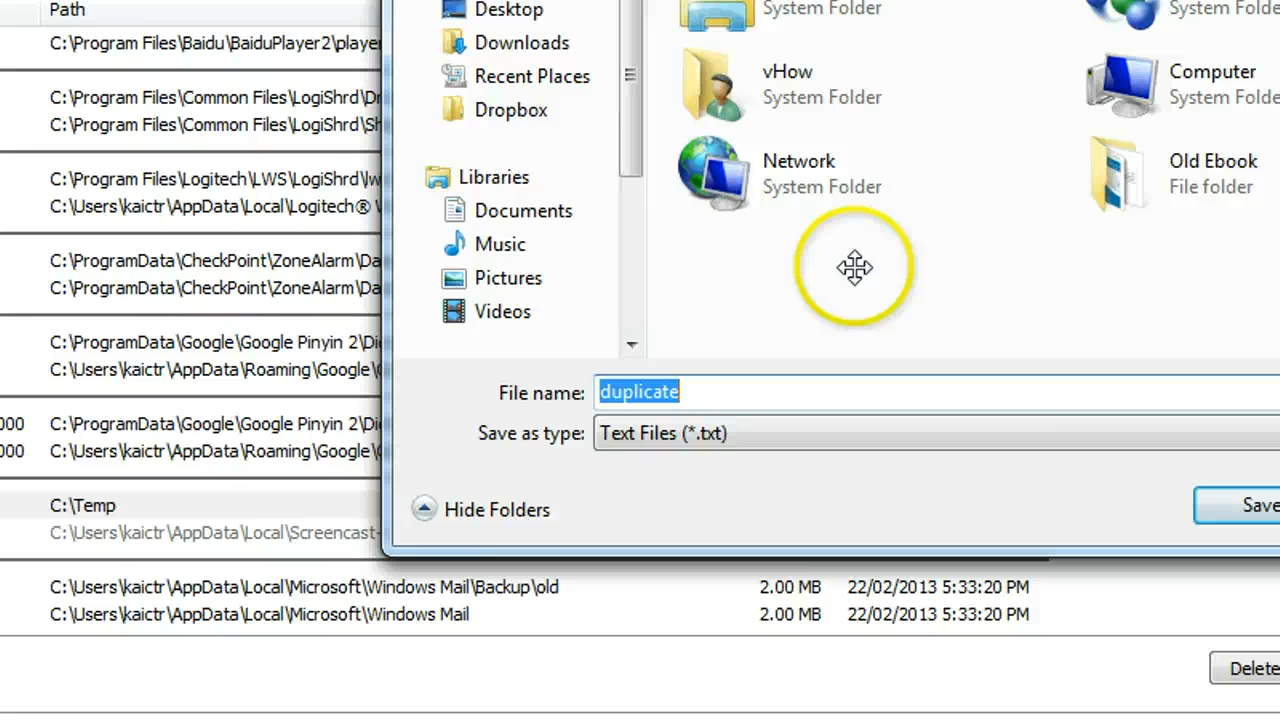 Path
C:\Program Files\Baidu\BaiduPlayer2\player
C:\Program Files\Common Files\LogiShrd\
C:\Program Files\Common Files\LogiShrd\
C:\Program Files\Logitech\LWS\LogiShrd\
C:\Users\kaictr\AppData\Local\Logitech®
C:\ProgramData\CheckPoint\ZoneAlarm\
C:\ProgramData\CheckPoint\ZoneAlarm\
C:\ProgramData\Google\Google Pinyin 2\
C:\Users\kaictr\AppData\Roaming\Google\
000 C:\ProgramData\Google\Google Pinyin 2\
000 C:\Users\kaictr\AppData\Roaming\Google\
C:\Temp
C:\Users\kaictr\AppData\Local\Screencast-
C:\Users\kaictr\AppData\Local\Microsoft\Windows Mail\Backup\old 2.00 MB 22/02/2013 5:33:20 PM
C:\Users\kaictr\AppData\Local\Microsoft\Windows Mail 2.00 MB 22/02/2013 5:33:20 PM
Desktop
Downloads
Recent Places
Dropbox
Libraries
Documents
Music
Pictures
Videos
System Folder
System Folde
vHow
System Folder
Computer
System Folde
Network
System Folder
Old Ebook
File folder
File name: duplicate
Save as type: Text Files (*.txt)
Hide Folders
Save
Delete